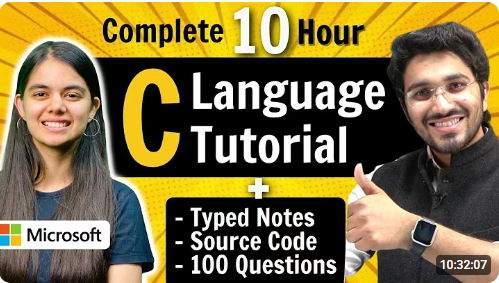 Complete 10 Hour
C Language
Tutorial
+
- Typed Notes
- Source Code
- 100 Questions
Microsoft
10:32:07